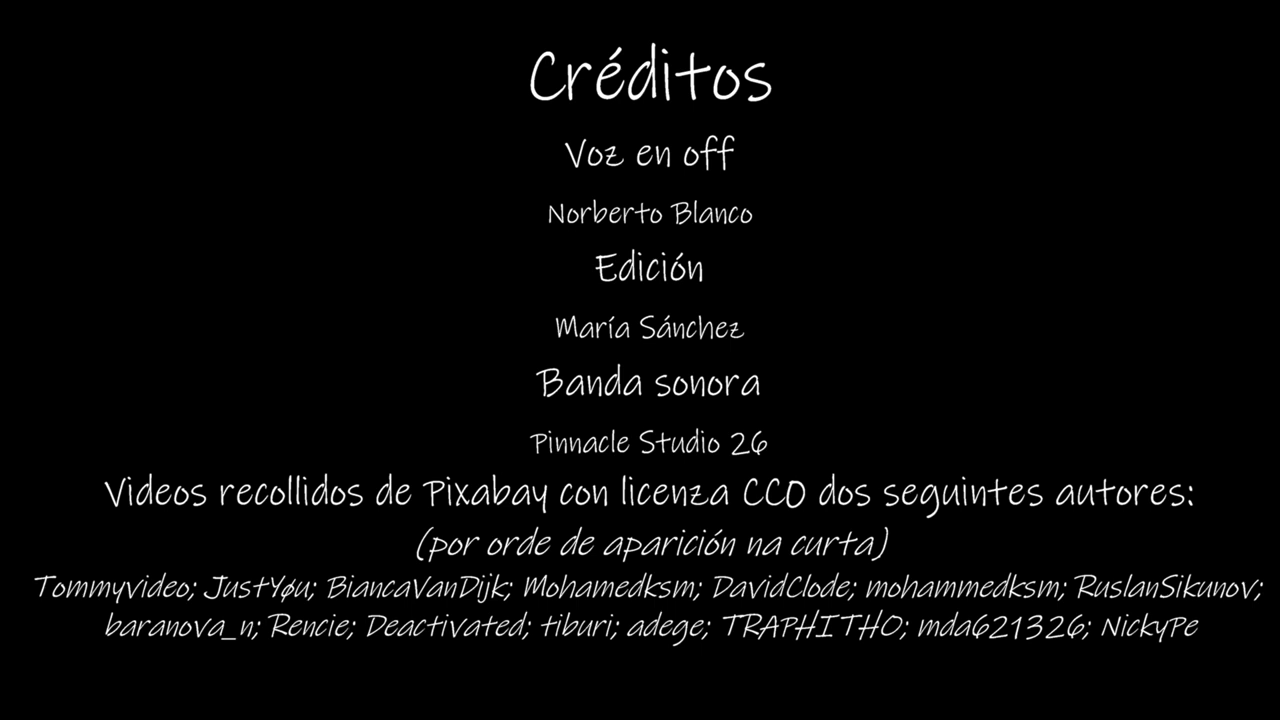 Créditos
Voz en off
Norberto Blanco
Edición
María Sánchez
Banda sonora
Pinnacle Studio 26
Videos recollidos de Pixabay con licenza CC0 dos seguintes autores:
(por orde de aparición na curta)
Tommyvideo; JustYøu; BiancaVanDijk; Mohamedksm; DavidClode; mohammedksm; RuslanSikunov;
baranova_n; Rencie; Deactivated; tiburi; adege; TRAPHITHO; mda621326; NickyPe